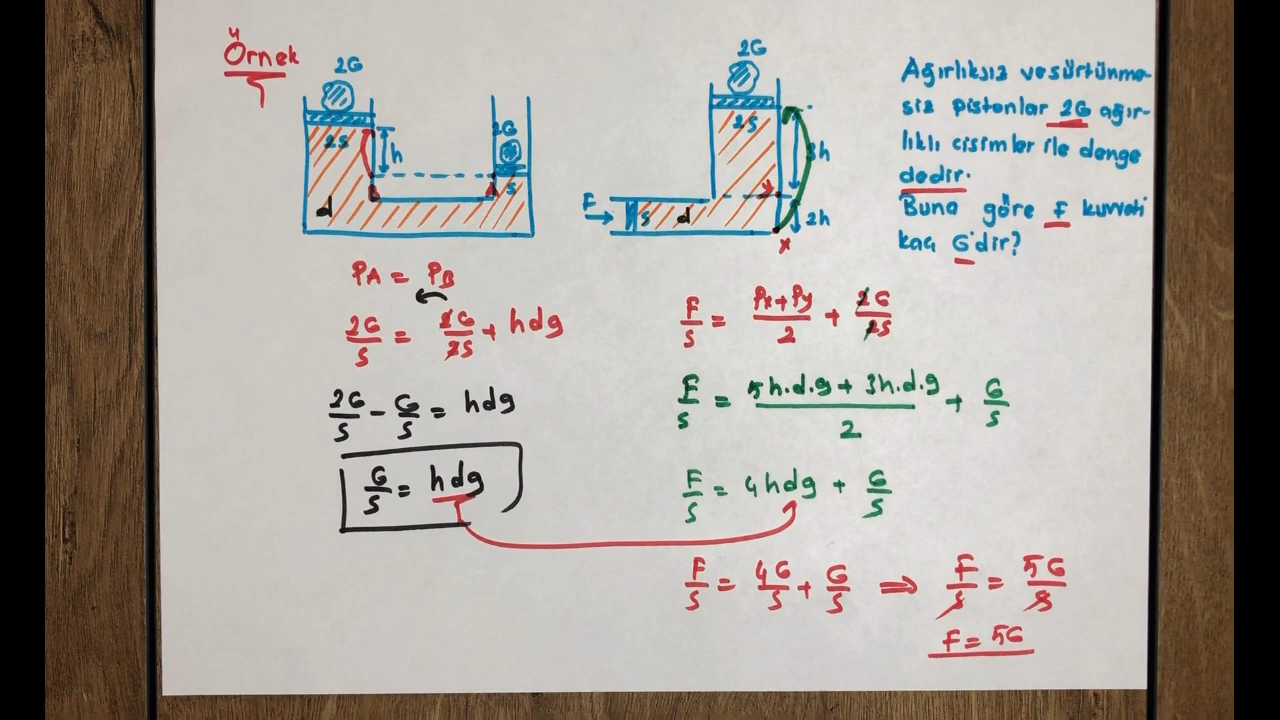 Örnek
2G
2S
h
2G
S
d
2G
2S
3h
2h
F
S
d
x
y
Ağırlıksız ve sürtünme-
siz pistonlar 2G ağır-
lıklı cisimler ile denge
dedir.
Buna göre F kuvveti
kaç G'dir?
PA = PB
2G/S = 2G/2S + hdg
2G/S - G/S = hdg
G/S = hdg
F/S = Px+Py/2 + 2G/2S
F/S = 5h.d.g + 3h.d.g/2 + G/S
F/S = 4hdg + G/S
F/S = 4G/S + G/S ⇒ F/S = 5G/S
F = 5G